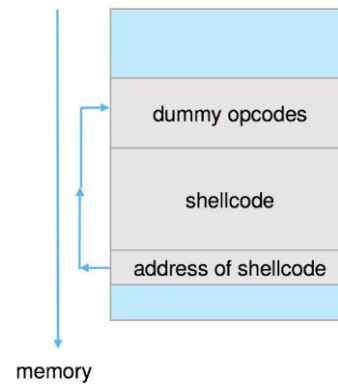 dummy opcodes
shellcode
address of shellcode
memory